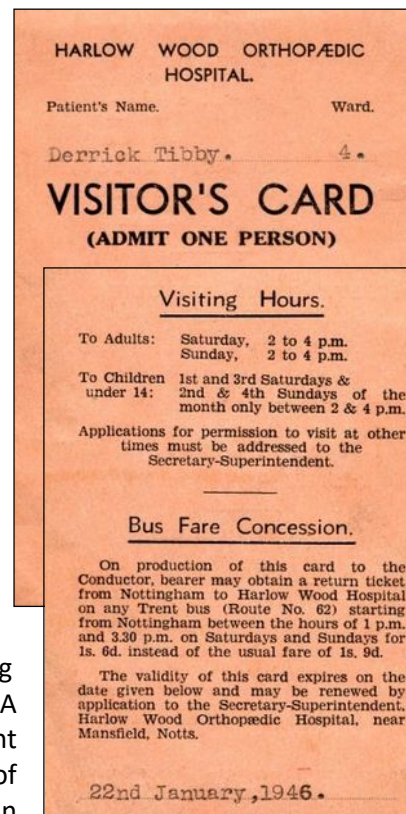 HARLOW WOOD ORTHOPÆDIC
HOSPITAL.
Patient's Name. Ward.
Derrick Tibby. 4.
VISITOR'S CARD
(ADMIT ONE PERSON)
Visiting Hours.
To Adults: Saturday, 2 to 4 p.m.
Sunday, 2 to 4 p.m.
To Children 1st and 3rd Saturdays &
under 14: 2nd & 4th Sundays of the
month only between 2 & 4 p.m.
Applications for permission to visit at other
times must be addressed to the
Secretary-Superintendent.
Bus Fare Concession.
On production of this card to the
Conductor, bearer may obtain a return ticket
from Nottingham to Harlow Wood Hospital
on any Trent bus (Route No. 62) starting
from Nottingham between the hours of 1 p.m.
and 3.30 p.m. on Saturdays and Sundays for
1s. 6d. instead of the usual fare of 1s. 9d.
The validity of this card expires on the
date given below and may be renewed by
application to the Secretary-Superintendent,
Harlow Wood Orthopædic Hospital, near
Mansfield, Notts.
22nd January, 1946.
g
A
nt
of
n